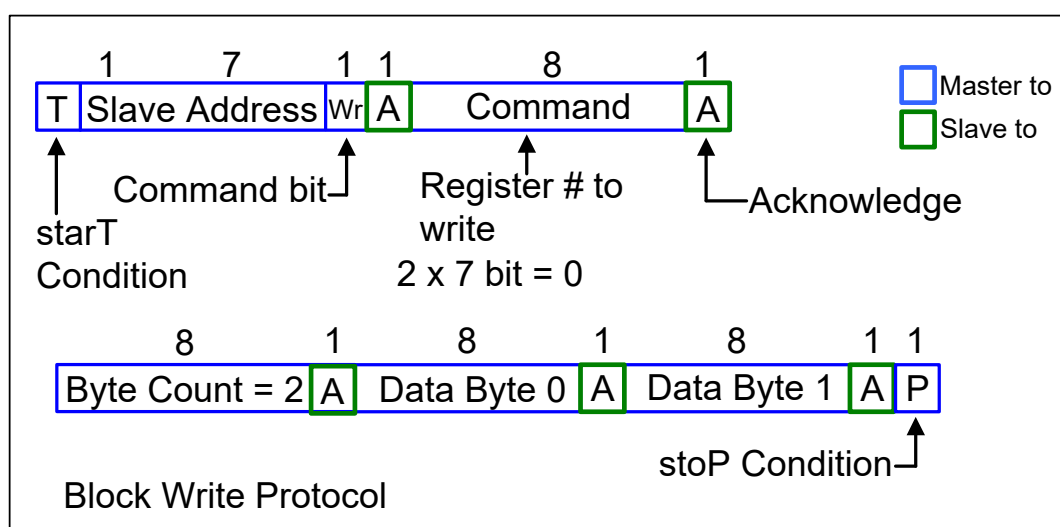 1 7 1 1 8 1
T Slave Address Wr A Command A
Master to
Slave to
Command bit
Register # to
write
2 x 7 bit = 0
Acknowledge
starT
Condition
8 1 8 1 8 1 1
Byte Count = 2 A Data Byte 0 A Data Byte 1 A P
stoP Condition
Block Write Protocol